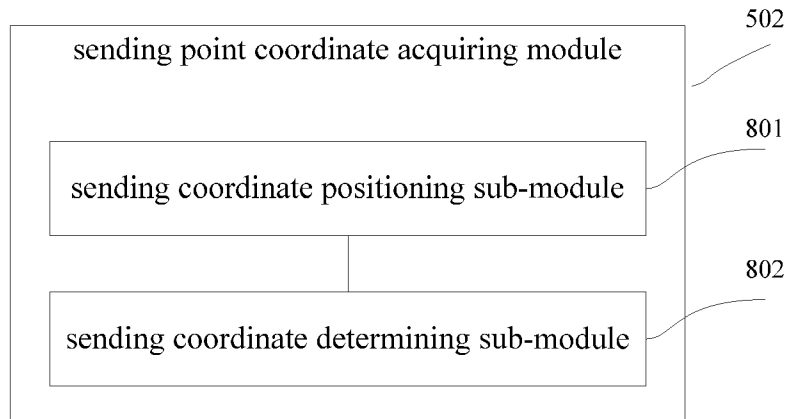 502
sending point coordinate acquiring module
801
sending coordinate positioning sub-module
802
sending coordinate determining sub-module